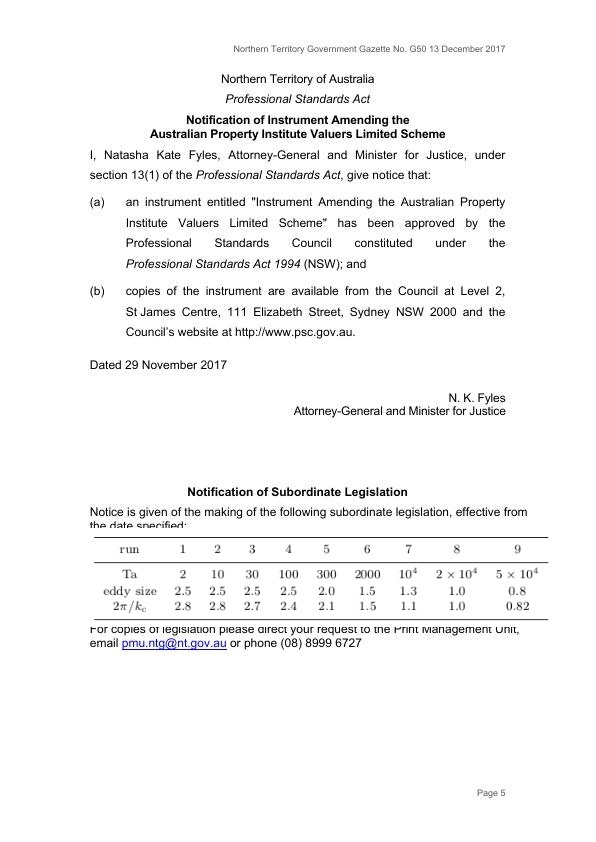 Northern Territory Government Gazette No. G50 13 December 2017
Northern Territory of Australia
Professional Standards Act
Notification of Instrument Amending the
Australian Property Institute Valuers Limited Scheme
I, Natasha Kate Fyles, Attorney-General and Minister for Justice, under
section 13(1) of the Professional Standards Act, give notice that:
(a) an instrument entitled "Instrument Amending the Australian Property
Institute Valuers Limited Scheme" has been approved by the
Professional Standards Council constituted under the
Professional Standards Act 1994 (NSW); and
(b) copies of the instrument are available from the Council at Level 2,
St James Centre, 111 Elizabeth Street, Sydney NSW 2000 and the
Council's website at http://www.psc.gov.au.
Dated 29 November 2017
N. K. Fyles
Attorney-General and Minister for Justice
Notification of Subordinate Legislation
Notice is given of the making of the following subordinate legislation, effective from
the date specified:
run 1 2 3 4 5 6 7 8 9
Ta 2 10 30 100 300 2000 10⁴ 2 × 10⁴ 5 × 10⁴
eddy size 2.5 2.5 2.5 2.5 2.0 1.5 1.3 1.0 0.8
2π/k_c 2.8 2.8 2.7 2.4 2.1 1.5 1.1 1.0 0.82
For copies of legislation please direct your request to the Print Management Unit,
email pmu.ntg@nt.gov.au or phone (08) 8999 6727
Page 5